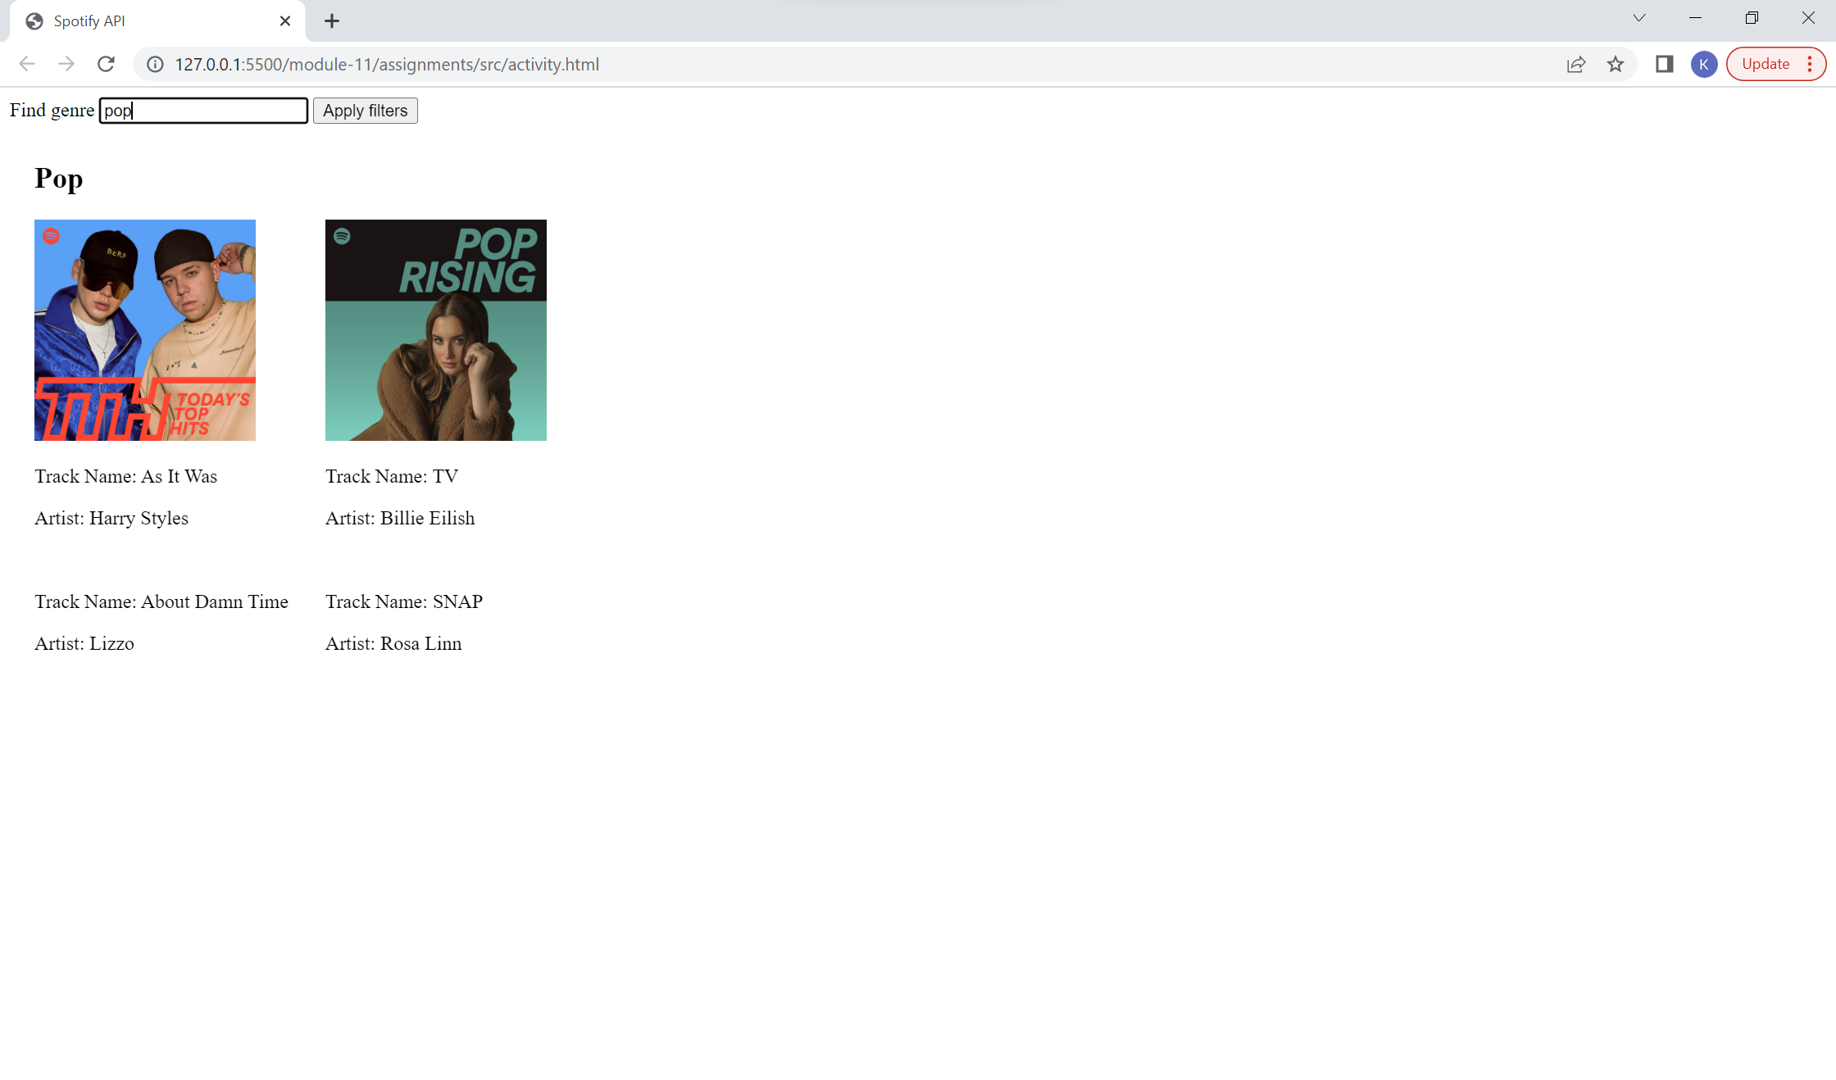 Spotify API
127.0.0.1:5500/module-11/assignments/src/activity.html
K
Update
Find genre pop Apply filters
Pop
BERD
TODAY'S
TOP
HITS
POP
RISING
Track Name: As It Was
Artist: Harry Styles
Track Name: About Damn Time
Artist: Lizzo
Track Name: TV
Artist: Billie Eilish
Track Name: SNAP
Artist: Rosa Linn